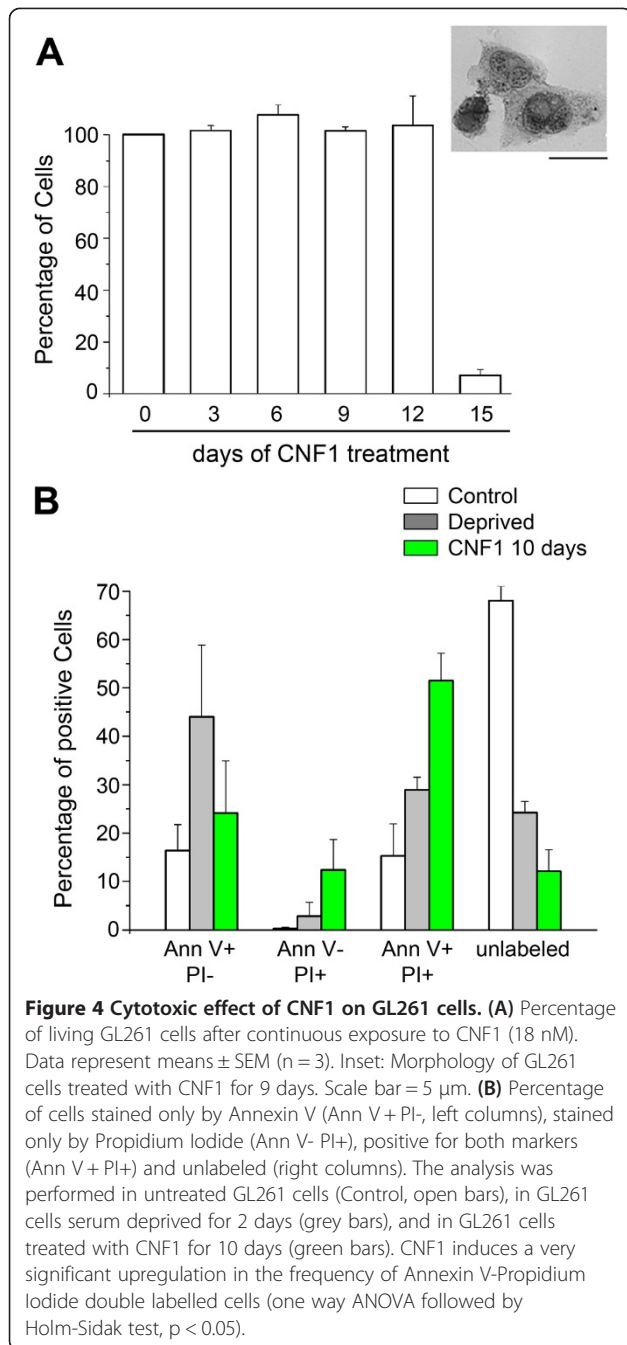 A
Percentage of Cells
100
80
60
40
20
0
0 3 6 9 12 15
days of CNF1 treatment
B
Control
Deprived
CNF1 10 days
Percentage of positive Cells
70
60
50
40
30
20
10
0
Ann V+ Ann V- Ann V+ unlabeled
PI- PI+ PI+
Figure 4 Cytotoxic effect of CNF1 on GL261 cells. (A) Percentage
of living GL261 cells after continuous exposure to CNF1 (18 nM).
Data represent means ± SEM (n = 3). Inset: Morphology of GL261
cells treated with CNF1 for 9 days. Scale bar = 5 μm. (B) Percentage
of cells stained only by Annexin V (Ann V + PI-, left columns), stained
only by Propidium Iodide (Ann V- PI+), positive for both markers
(Ann V + PI+) and unlabeled (right columns). The analysis was
performed in untreated GL261 cells (Control, open bars), in GL261
cells serum deprived for 2 days (grey bars), and in GL261 cells
treated with CNF1 for 10 days (green bars). CNF1 induces a very
significant upregulation in the frequency of Annexin V-Propidium
Iodide double labelled cells (one way ANOVA followed by
Holm-Sidak test, p < 0.05).